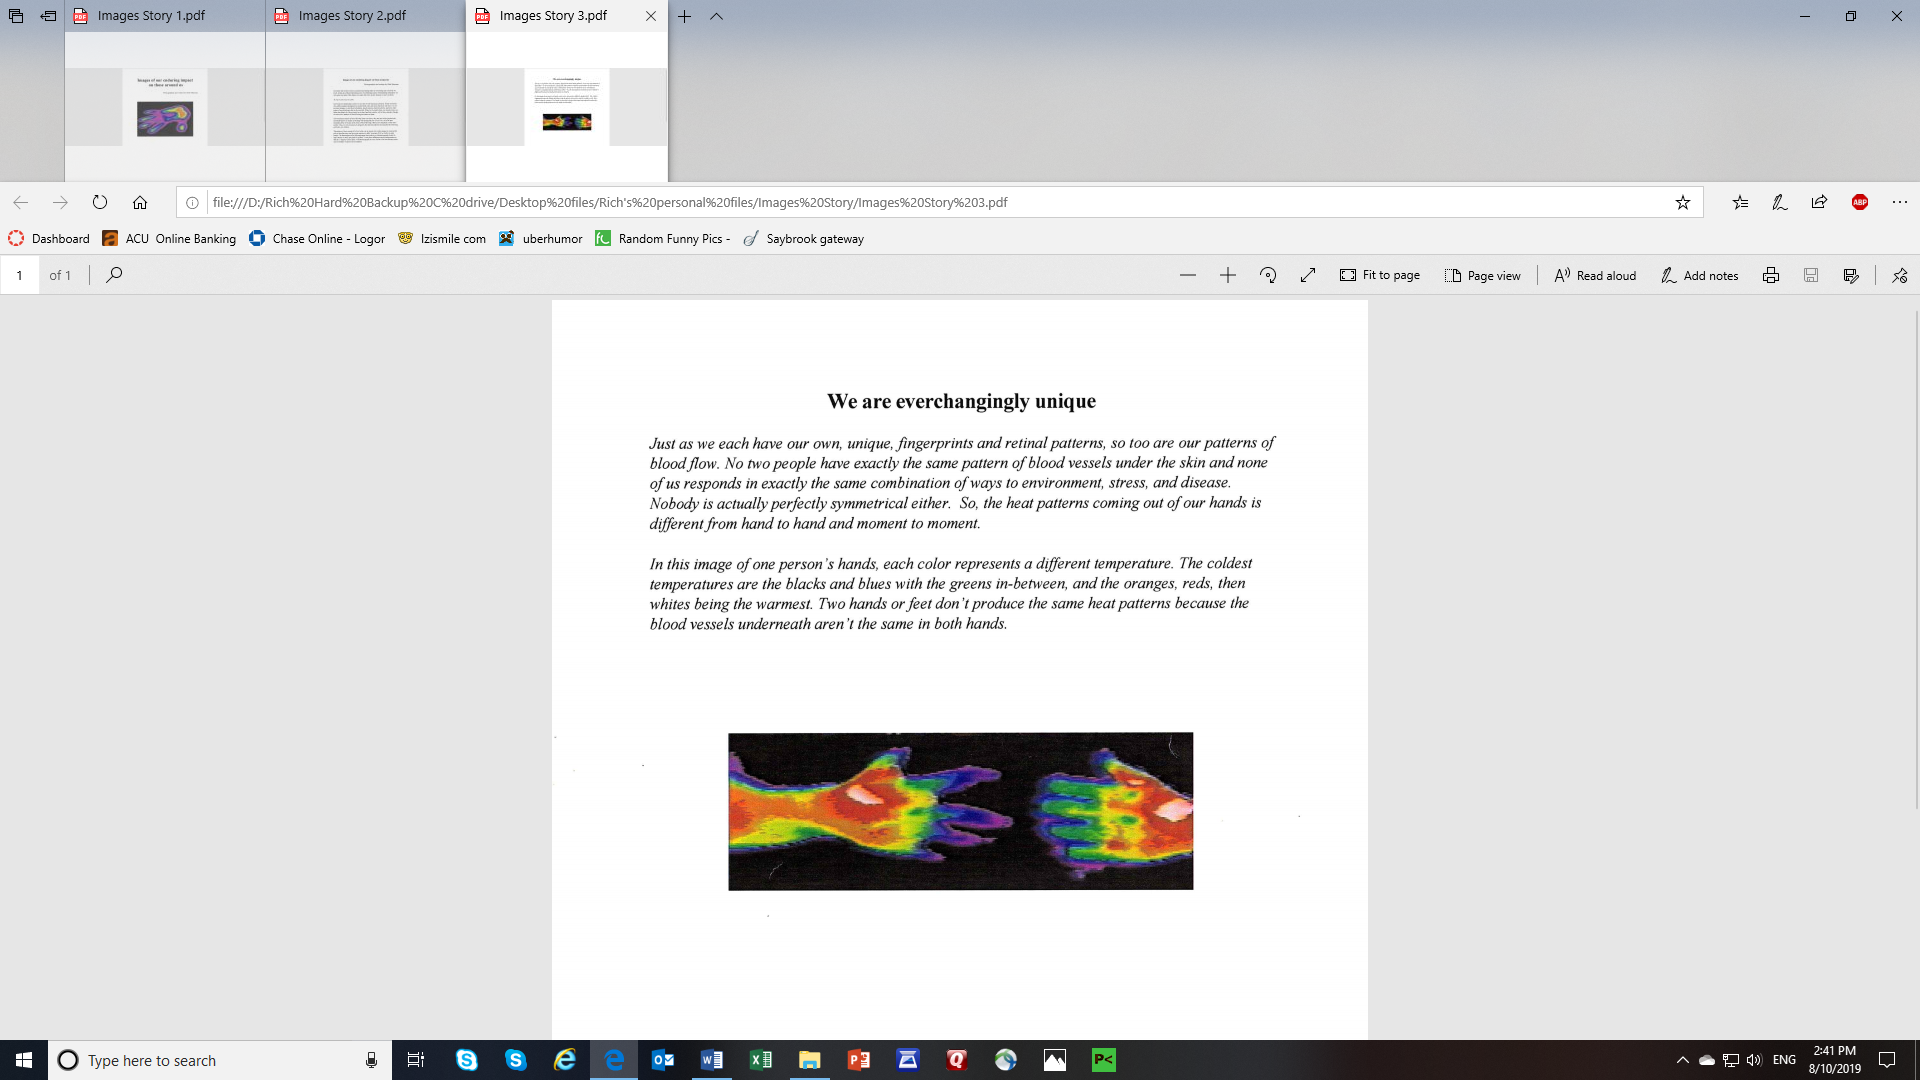 Images Story 1.pdf
Images Story 2.pdf
Images Story 3.pdf
Images of our enduring impact
on those around us
file:///D:/Rich%20Hard%20Backup%20C%20drive/Desktop%20files/Rich's%20personal%20files/Images%20Story/Images%20Story%203.pdf
ABP
Dashboard
ACU Online Banking
Chase Online - Logor
Izismile com
uberhumor
Random Funny Pics -
Saybrook gateway
1 of 1
Fit to page
Page view
Read aloud
Add notes
We are everchangingly unique
Just as we each have our own, unique, fingerprints and retinal patterns, so too are our patterns of
blood flow. No two people have exactly the same pattern of blood vessels under the skin and none
of us responds in exactly the same combination of ways to environment, stress, and disease.
Nobody is actually perfectly symmetrical either. So, the heat patterns coming out of our hands is
different from hand to hand and moment to moment.
In this image of one person's hands, each color represents a different temperature. The coldest
temperatures are the blacks and blues with the greens in-between, and the oranges, reds, then
whites being the warmest. Two hands or feet don't produce the same heat patterns because the
blood vessels underneath aren't the same in both hands.
Type here to search
ENG
2:41 PM
8/10/2019